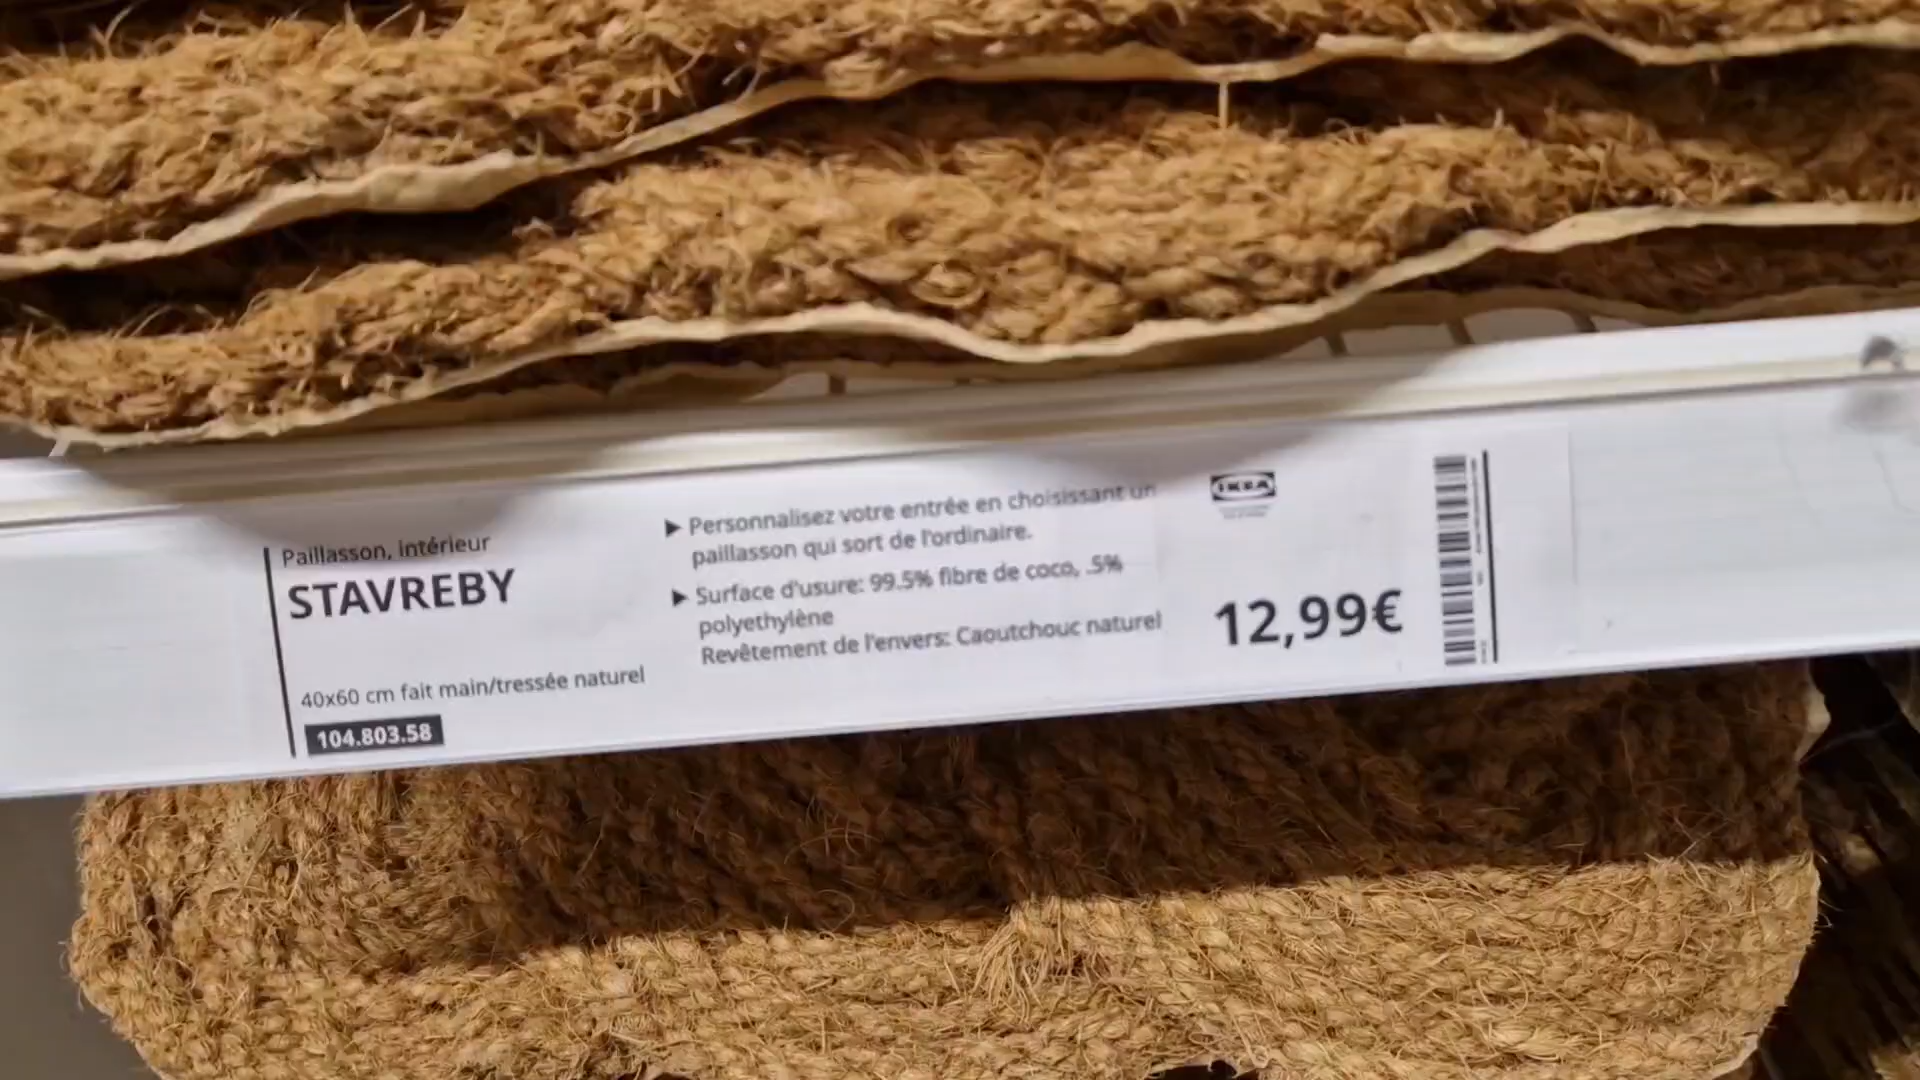 Paillasson, intérieur
STAVREBY
40x60 cm fait main/tressée naturel
104.803.58
▶ Personnalisez votre entrée en choisissant un
paillasson qui sort de l'ordinaire.
▶ Surface d'usure: 99.5% fibre de coco, .5%
polyethylène
Revêtement de l'envers: Caoutchouc naturel
IKEA
12,99€